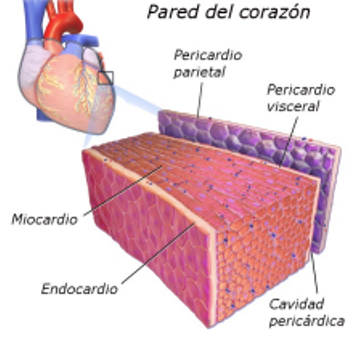 Pared del corazón
Pericardio
parietal
Pericardio
visceral
Miocardio
Endocardio
Cavidad
pericárdica